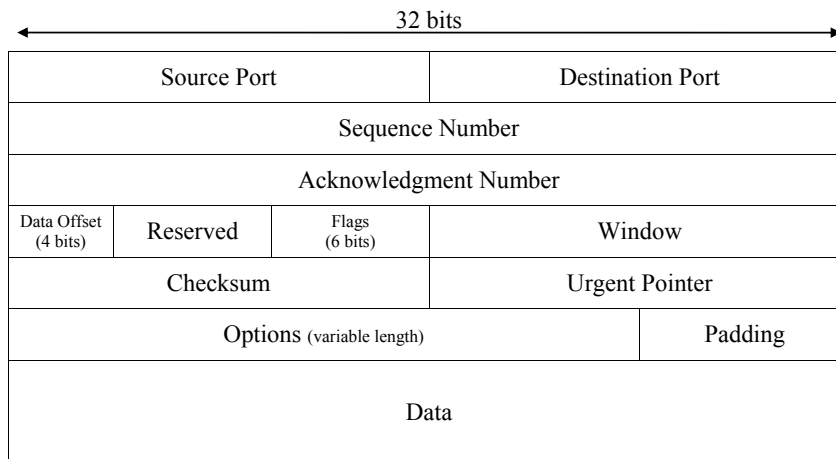 32 bits
Source Port
Destination Port
Sequence Number
Acknowledgment Number
Data Offset
(4 bits)
Reserved
Flags
(6 bits)
Window
Checksum
Urgent Pointer
Options (variable length)
Padding
Data